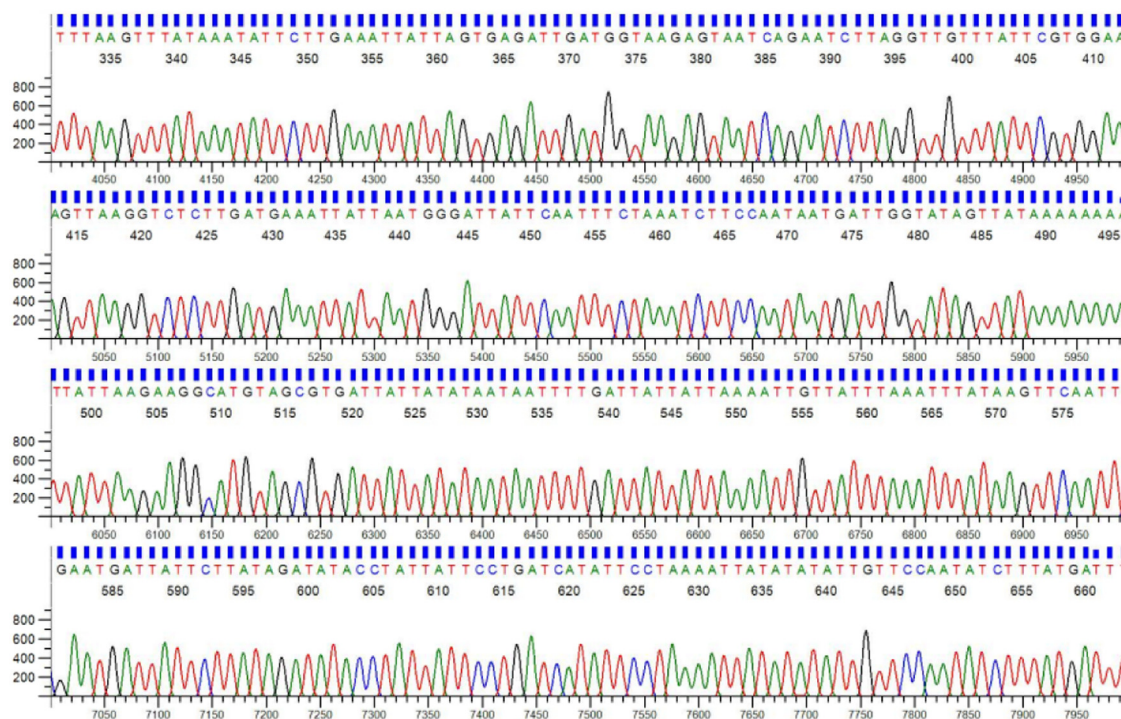 TTTAAGTTTATAAATATTCTTGAAATTATTAGTGAGATTGATGGTAAGAGTAATCAGAATCTTAGGTTGTTTATTCGTGGAA
335 340 345 350 355 360 365 370 375 380 385 390 395 400 405 410
800
600
400
200
4050 4100 4150 4200 4250 4300 4350 4400 4450 4500 4550 4600 4650 4700 4750 4800 4850 4900 4950
AGTTAAGGTCTCTTGATGAAATTATTAATGGGATTATTCAATTTCTAAATCTTCCAATAATGATTGGTATAGTTATAAAAAAAAA
415 420 425 430 435 440 445 450 455 460 465 470 475 480 485 490 495
800
600
400
200
5050 5100 5150 5200 5250 5300 5350 5400 5450 5500 5550 5600 5650 5700 5750 5800 5850 5900 5950
TTATTAAGAAGGCATGTAGCGTGATTATTATATAATAATTTTGATTATTATTAAAATTGTTATTTAAATTTATAAGTTCAATT
500 505 510 515 520 525 530 535 540 545 550 555 560 565 570 575
800
600
400
200
6050 6100 6150 6200 6250 6300 6350 6400 6450 6500 6550 6600 6650 6700 6750 6800 6850 6900 6950
GAATGATTATTCTTATAGATATACCTATTATTCCTGATCATATTCCTAAAATTATATATATTGTTCCAATATCTTTATGATT
585 590 595 600 605 610 615 620 625 630 635 640 645 650 655 660
800
600
400
200
7050 7100 7150 7200 7250 7300 7350 7400 7450 7500 7550 7600 7650 7700 7750 7800 7850 7900 7950